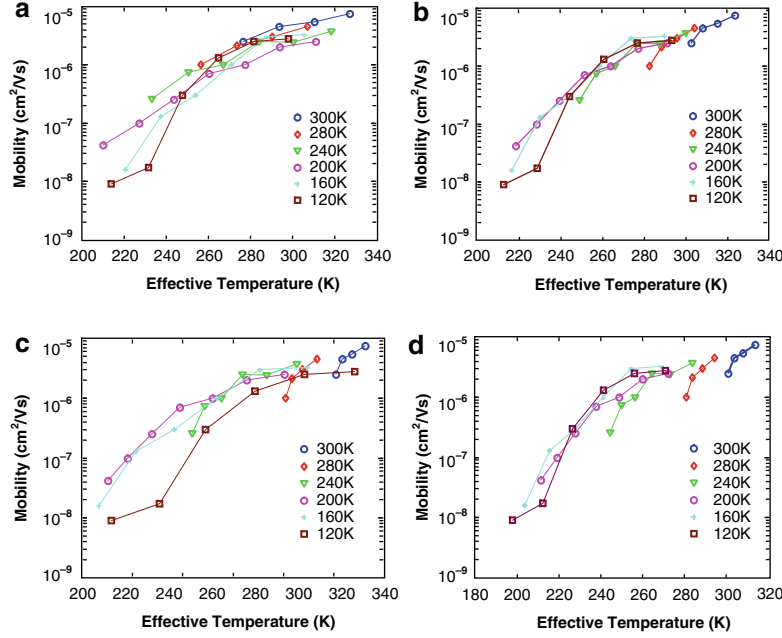 a
Mobility (cm²/Vs)
10⁻⁵
10⁻⁶
10⁻⁷
10⁻⁸
10⁻⁹
300K
280K
240K
200K
160K
120K
200 220 240 260 280 300 320 340
Effective Temperature (K)
b
Mobility (cm²/Vs)
10⁻⁵
10⁻⁶
10⁻⁷
10⁻⁸
10⁻⁹
300K
280K
240K
200K
160K
120K
200 220 240 260 280 300 320 340
Effective Temperature (K)
c
Mobility (cm²/Vs)
10⁻⁵
10⁻⁶
10⁻⁷
10⁻⁸
10⁻⁹
300K
280K
240K
200K
160K
120K
200 220 240 260 280 300 320 340
Effective Temperature (K)
d
Mobility (cm²/Vs)
10⁻⁵
10⁻⁶
10⁻⁷
10⁻⁸
10⁻⁹
300K
280K
240K
200K
160K
120K
180 200 220 240 260 280 300 320
Effective Temperature (K)